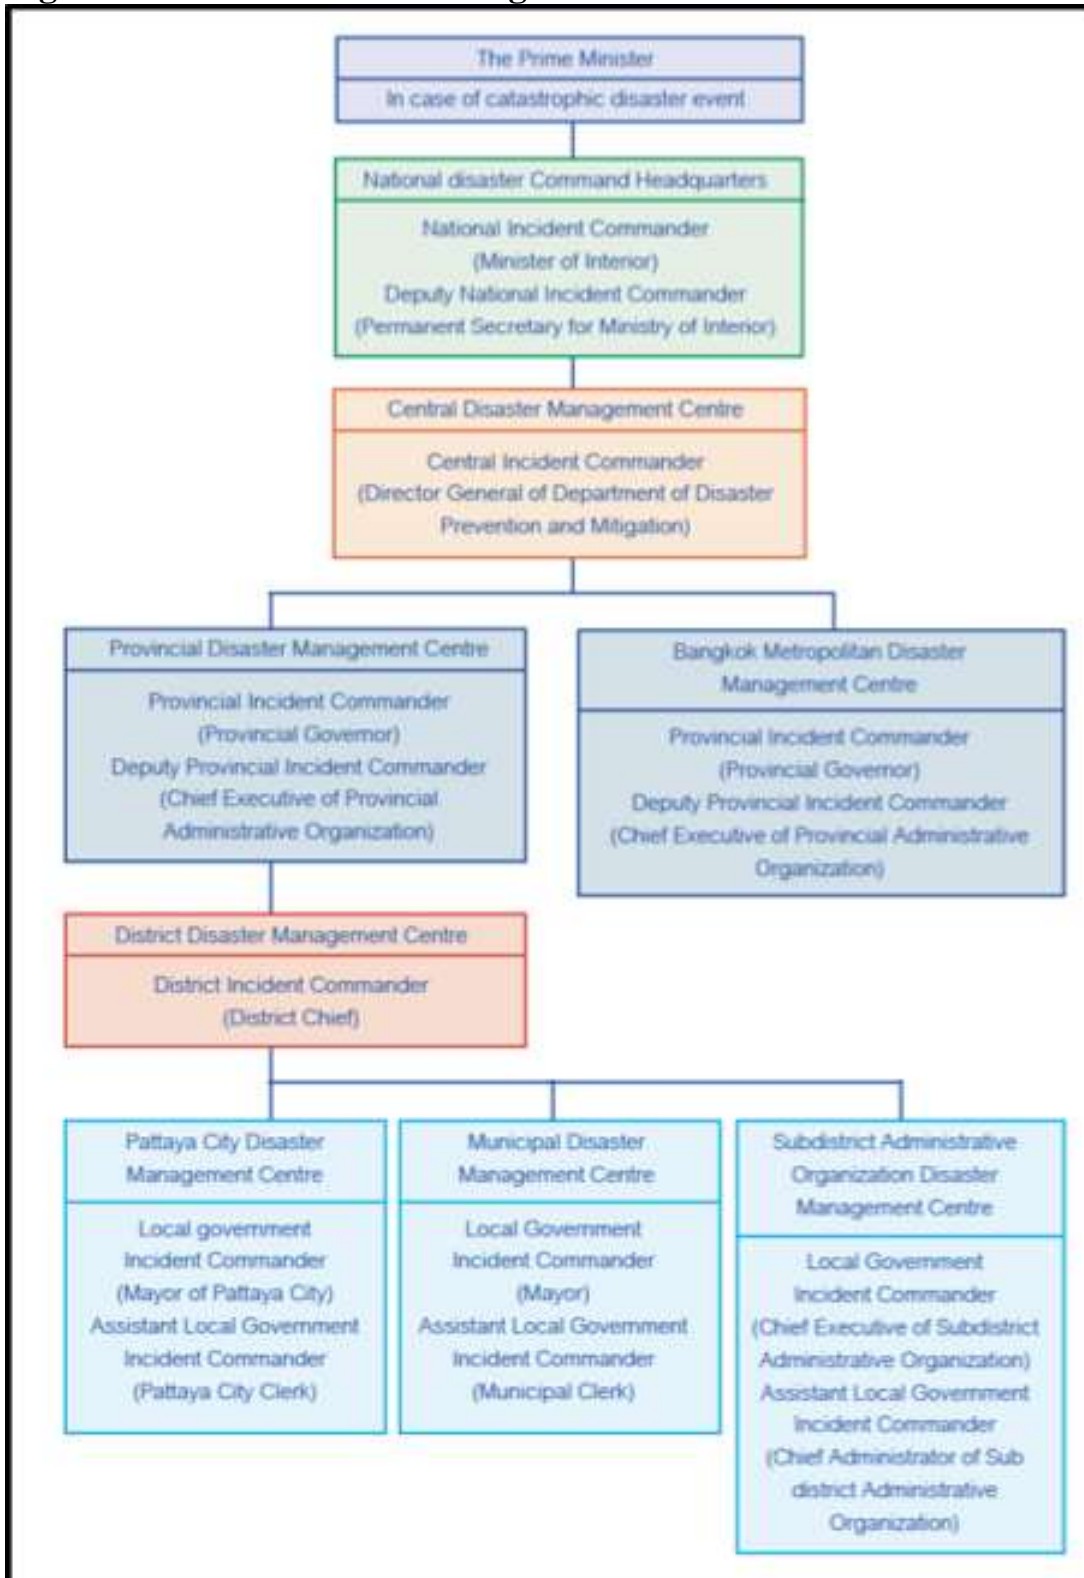 The Prime Minister
In case of catastrophic disaster event
National disaster Command Headquarters
National Incident Commander
(Minister of Interior)
Deputy National Incident Commander
(Permanent Secretary for Ministry of Interior)
Central Disaster Management Centre
Central Incident Commander
(Director General of Department of Disaster
Prevention and Mitigation)
Provincial Disaster Management Centre
Provincial Incident Commander
(Provincial Governor)
Deputy Provincial Incident Commander
(Chief Executive of Provincial
Administrative Organization)
Bangkok Metropolitan Disaster
Management Centre
Provincial Incident Commander
(Provincial Governor)
Deputy Provincial Incident Commander
(Chief Executive of Provincial Administrative
Organization)
District Disaster Management Centre
District Incident Commander
(District Chief)
Pattaya City Disaster
Management Centre
Local government
Incident Commander
(Mayor of Pattaya City)
Assistant Local Government
Incident Commander
(Pattaya City Clerk)
Municipal Disaster
Management Centre
Local Government
Incident Commander
(Mayor)
Assistant Local Government
Incident Commander
(Municipal Clerk)
Subdistrict Administrative
Organization Disaster
Management Centre
Local Government
Incident Commander
(Chief Executive of Subdistrict
Administrative Organization)
Assistant Local Government
Incident Commander
(Chief Administrator of Sub
district Administrative
Organization)